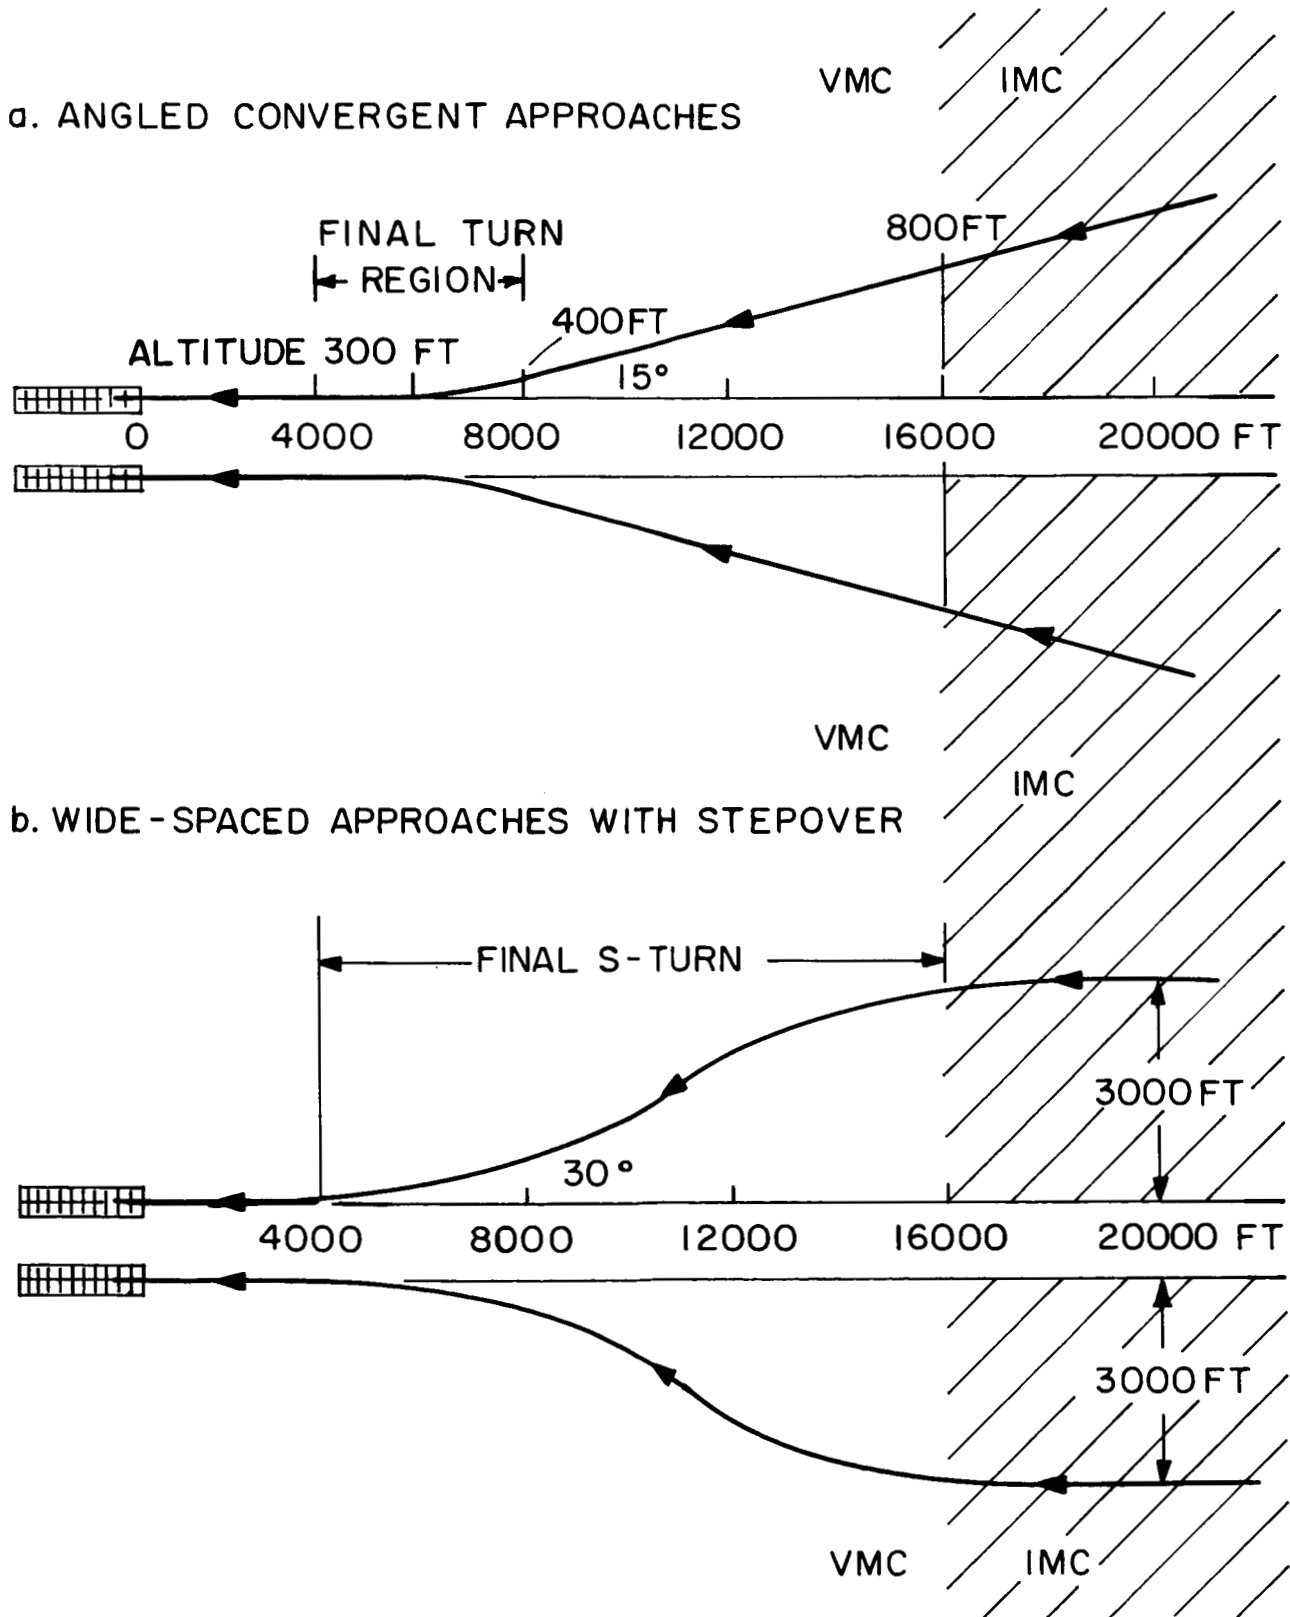 VMC IMC
a. ANGLED CONVERGENT APPROACHES
FINAL TURN
REGION
800FT
400FT
ALTITUDE 300 FT
15°
0 4000 8000 12000 16000 20000 FT
VMC
IMC
b. WIDE-SPACED APPROACHES WITH STEPOVER
FINAL S-TURN
3000FT
30°
4000 8000 12000 16000 20000 FT
3000FT
VMC IMC